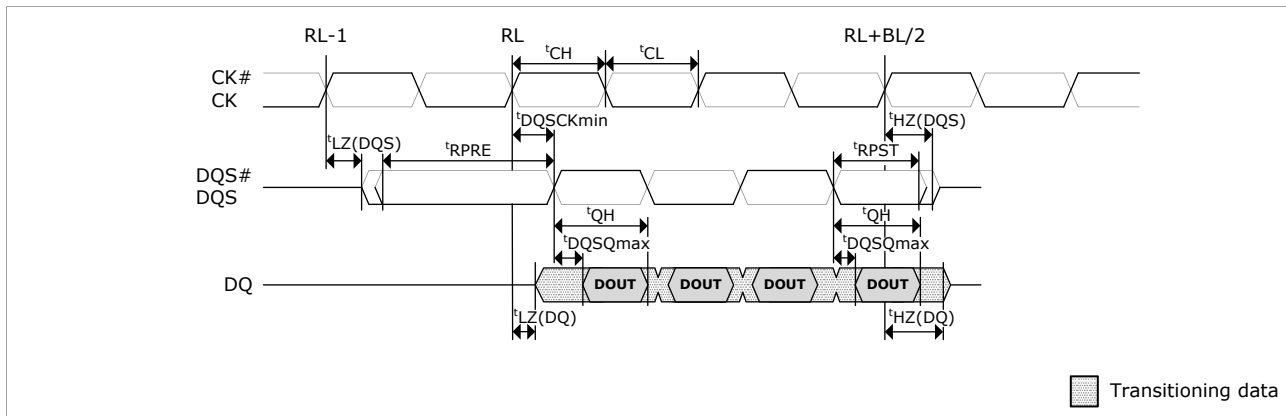 RL-1 RL RL+BL/2
tCH tCL
CK#
CK
tDQSCKmin tHZ(DQS)
tLZ(DQS)
tRPRE tRPST
DQS#
DQS
tQH tQH
tDQSQmax tDQSQmax
DQ DOUT DOUT DOUT DOUT
tLZ(DQ) tHZ(DQ)
Transitioning data